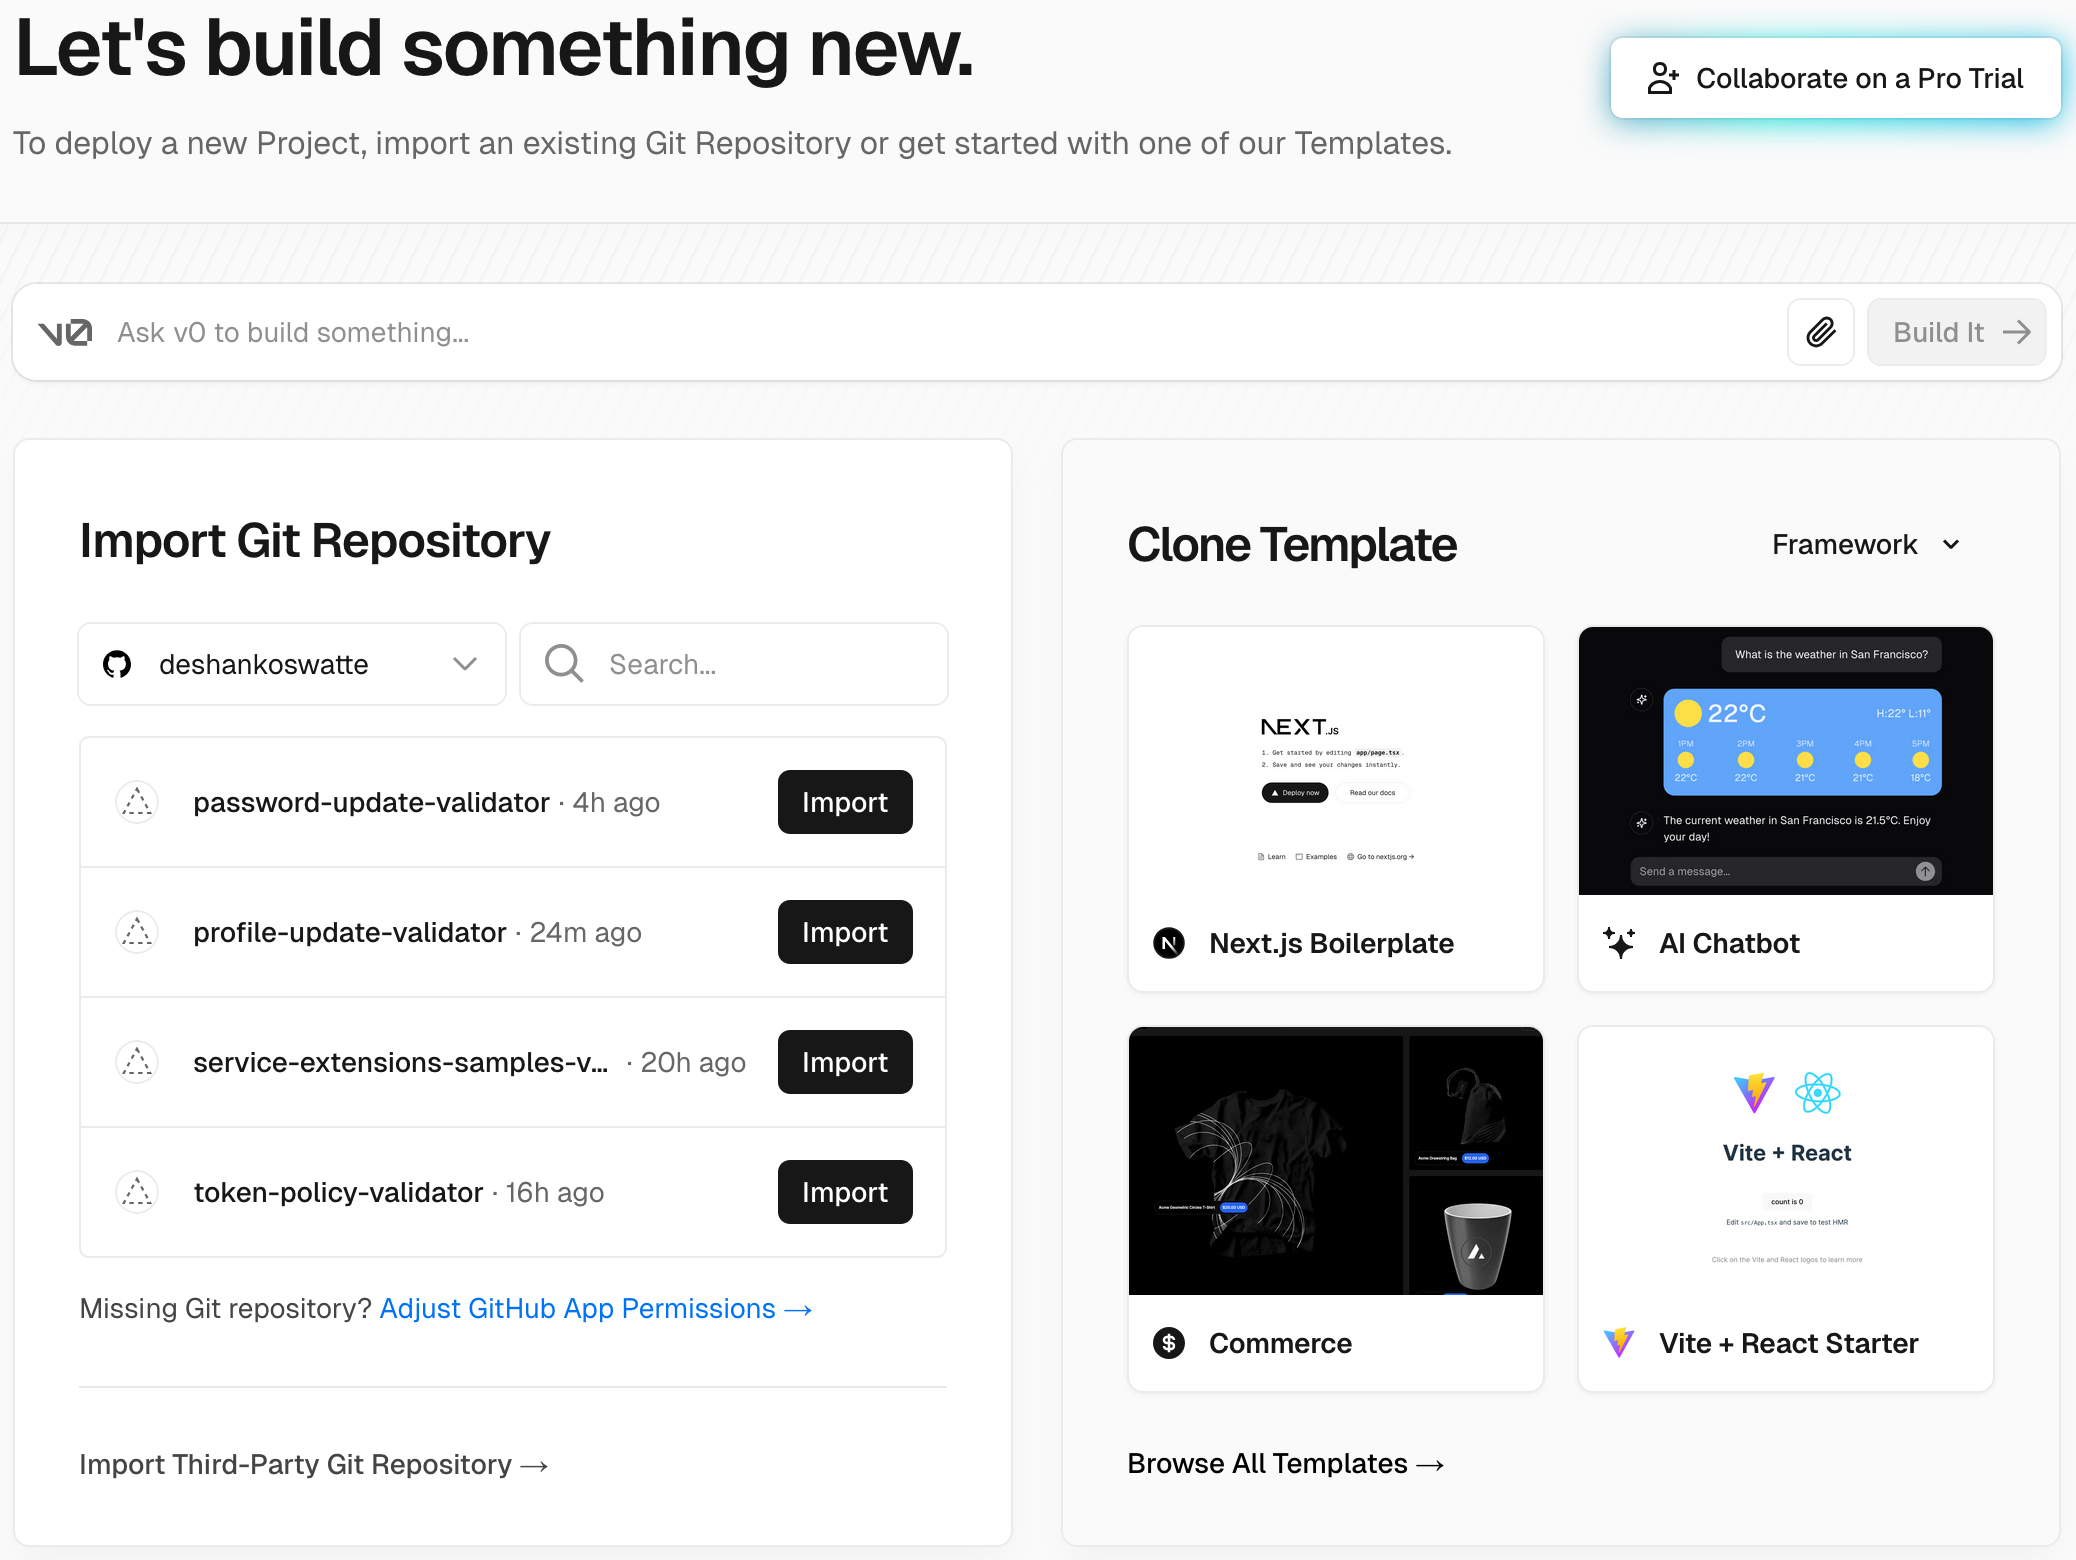 Let's build something new.
Collaborate on a Pro Trial
To deploy a new Project, import an existing Git Repository or get started with one of our Templates.
v0 Ask v0 to build something...
Build It →
Import Git Repository
deshankoswatte
Search...
password-update-validator · 4h ago
Import
profile-update-validator · 24m ago
Import
service-extensions-samples-v... · 20h ago
Import
token-policy-validator · 16h ago
Import
Missing Git repository? Adjust GitHub App Permissions →
Import Third-Party Git Repository →
Clone Template
Framework
NEXT.JS
1. Get started by editing app/page.tsx.
2. Save and see your changes instantly.
Deploy now
Read our docs
Learn
Examples
Go to nextjs.org →
N Next.js Boilerplate
What is the weather in San Francisco?
22°C
H:22° L:11°
1PM 2PM 3PM 4PM 5PM
22°C 22°C 21°C 21°C 18°C
The current weather in San Francisco is 21.5°C. Enjoy
your day!
Send a message...
AI Chatbot
Acme Geometric Circles T-Shirt $20.00 USD
Acme Drawstring Bag $12.00 USD
$ Commerce
Vite + React
count is 0
Edit src/App.tsx and save to test HMR
Click on the Vite and React logos to learn more
Vite + React Starter
Browse All Templates →